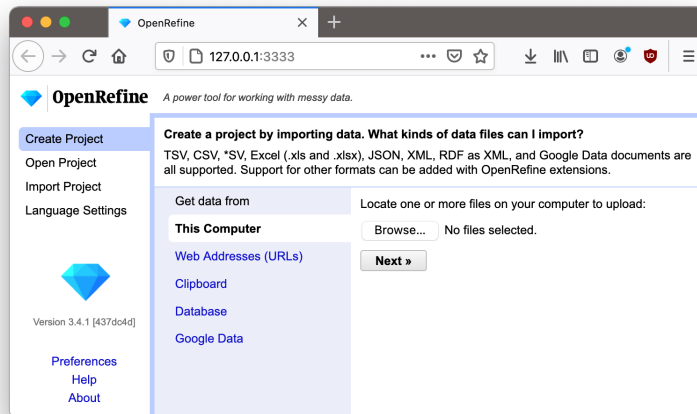 OpenRefine
127.0.0.1:3333
OpenRefine A power tool for working with messy data.
Create Project
Open Project
Import Project
Language Settings
Version 3.4.1 [437dc4d]
Preferences
Help
About
Create a project by importing data. What kinds of data files can I import?
TSV, CSV, *SV, Excel (.xls and .xlsx), JSON, XML, RDF as XML, and Google Data documents are
all supported. Support for other formats can be added with OpenRefine extensions.
Get data from
This Computer
Web Addresses (URLs)
Clipboard
Database
Google Data
Locate one or more files on your computer to upload:
Browse... No files selected.
Next »